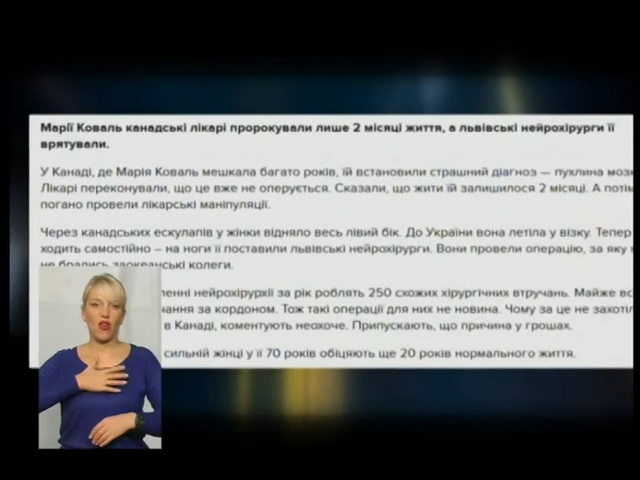 Марії Коваль канадські лікарі пророкували лише 2 місяці життя, а львівські нейрохірурги її
врятували.
У Канаді, де Марія Коваль мешкала багато років, їй встановили страшний діагноз — пухлина
Лікарі переконували, що це вже не оперується. Сказали, що жити їй залишилося 2 місяці. А
погано провели лікарські маніпуляції.
Через канадських ескулапів у жінки відняло весь лівий бік. До України вона летіла у візку. Тепер
ходить самостійно – на ноги її поставили львівські нейрохірурги. Вони провели операцію, за яку
не брались заокеанські колеги.
нейрохірургії за рік роблять 250 схожих хірургічних втручань. Майже
за кордоном. Тож такі операції для них не новина. Чому за це не
в Канаді, коментують неохоче. Припускають, що причина у грошах.
сильній жінці у її 70 років обіцяють ще 20 років нормального життя.